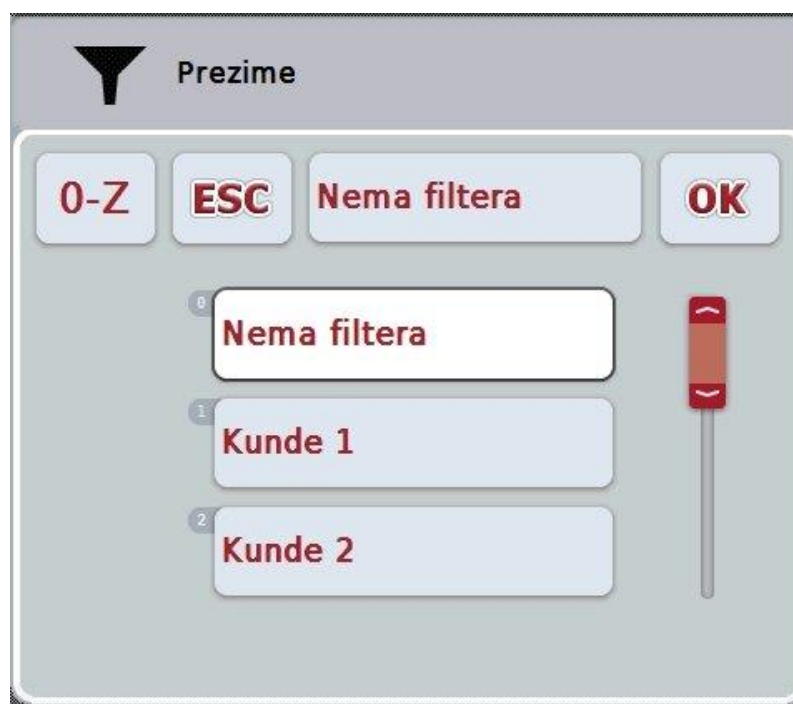 Prezime
0-Z ESC Nema filtera OK
0
Nema filtera
1
Kunde 1
2
Kunde 2